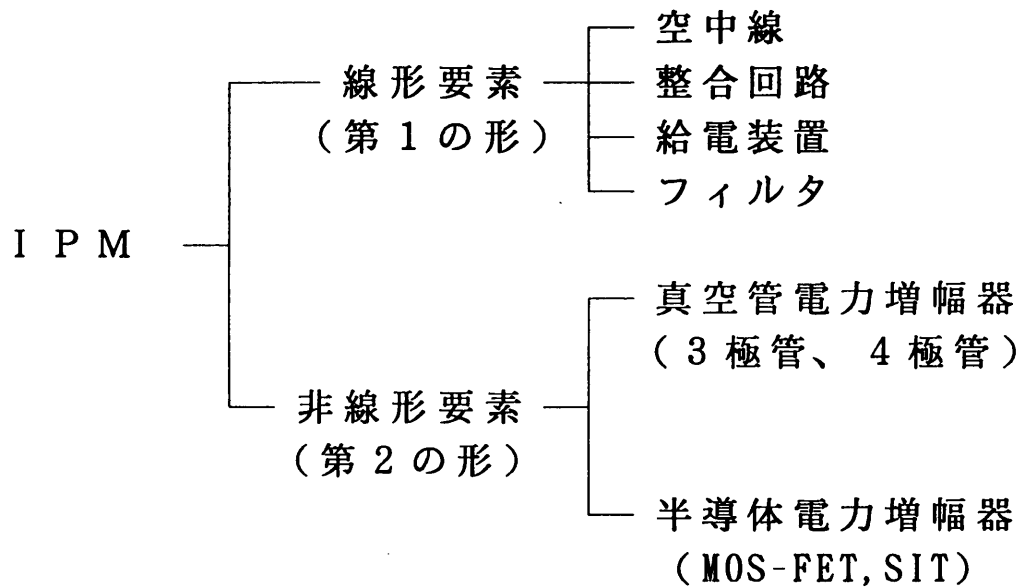 IPM
線形要素
(第1の形)
空中線
整合回路
給電装置
フィルタ
非線形要素
(第2の形)
真空管電力増幅器
(3極管、4極管)
半導体電力増幅器
(MOS-FET,SIT)